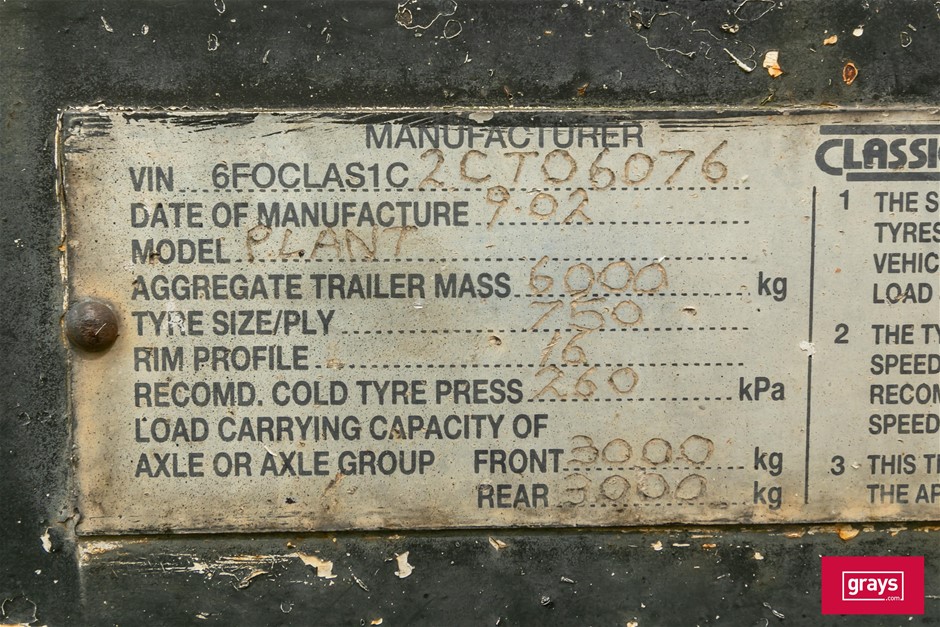 MANUFACTURER
VIN 6FOCLAS1C 2CT06076
DATE OF MANUFACTURE 9.02
MODEL PLANT
AGGREGATE TRAILER MASS 6000 kg
TYRE SIZE/PLY 750
RIM PROFILE 16
RECOMD. COLD TYRE PRESS 260 kPa
LOAD CARRYING CAPACITY OF
AXLE OR AXLE GROUP FRONT 3000 kg
REAR 3000 kg
CLASSI
1 THE S
TYRES
VEHIC
LOAD
2 THE TY
SPEED
RECOM
SPEED
3 THIS T
THE A
grays
.com